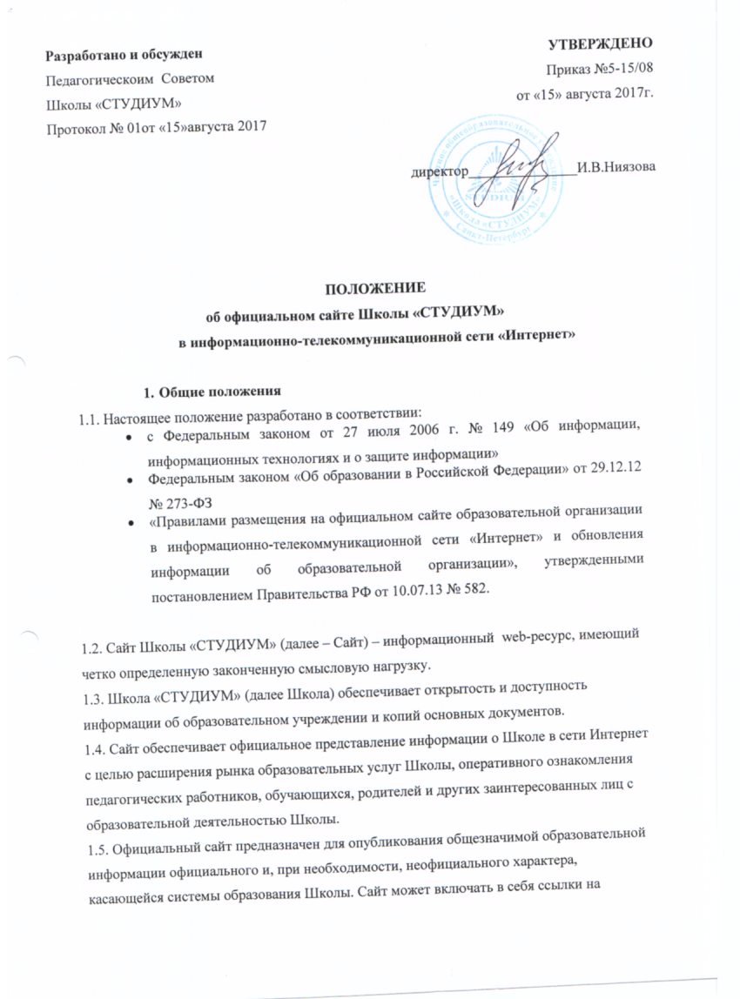 Разработано и обсужден
Педагогическоим Советом
Школы «СТУДИУМ»
Протокол № 01от «15»августа 2017
УТВЕРЖДЕНО
Приказ №5-15/08
от «15» августа 2017г.
директор_______________И.В.Ниязова
Частное общеобразовательное учреждение
STUDIUM
«Школа «СТУДИУМ»
Санкт-Петербург
ПОЛОЖЕНИЕ
об официальном сайте Школы «СТУДИУМ»
в информационно-телекоммуникационной сети «Интернет»
1. Общие положения
1.1. Настоящее положение разработано в соответствии:
• с Федеральным законом от 27 июля 2006 г. № 149 «Об информации,
информационных технологиях и о защите информации»
• Федеральным законом «Об образовании в Российской Федерации» от 29.12.12
№ 273-ФЗ
• «Правилами размещения на официальном сайте образовательной организации
в информационно-телекоммуникационной сети «Интернет» и обновления
информации об образовательной организации», утвержденными
постановлением Правительства РФ от 10.07.13 № 582.
1.2. Сайт Школы «СТУДИУМ» (далее – Сайт) – информационный web-ресурс, имеющий
четко определенную законченную смысловую нагрузку.
1.3. Школа «СТУДИУМ» (далее Школа) обеспечивает открытость и доступность
информации об образовательном учреждении и копий основных документов.
1.4. Сайт обеспечивает официальное представление информации о Школе в сети Интернет
с целью расширения рынка образовательных услуг Школы, оперативного ознакомления
педагогических работников, обучающихся, родителей и других заинтересованных лиц с
образовательной деятельностью Школы.
1.5. Официальный сайт предназначен для опубликования общезначимой образовательной
информации официального и, при необходимости, неофициального характера,
касающейся системы образования Школы. Сайт может включать в себя ссылки на